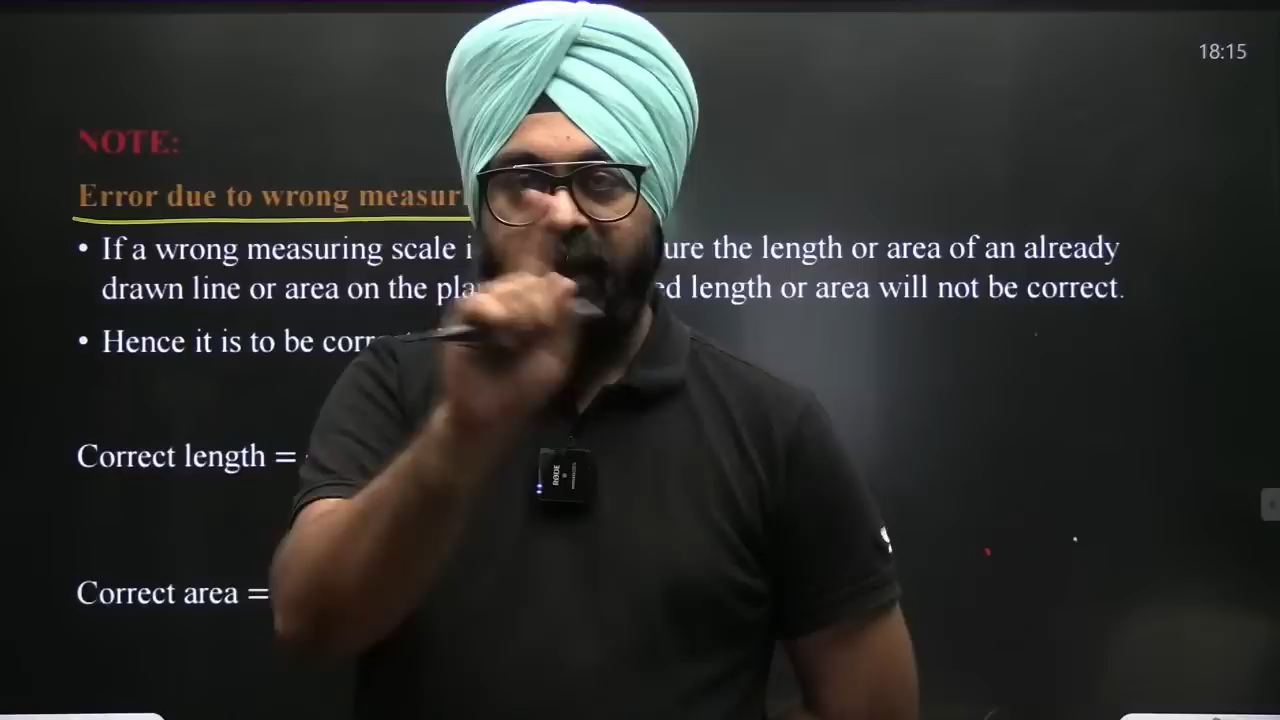 18:15
NOTE:
Error due to wrong measuri
• If a wrong measuring scale i ure the length or area of an already
drawn line or area on the pla ed length or area will not be correct.
• Hence it is to be corr
Correct length =
Correct area =
RØDE